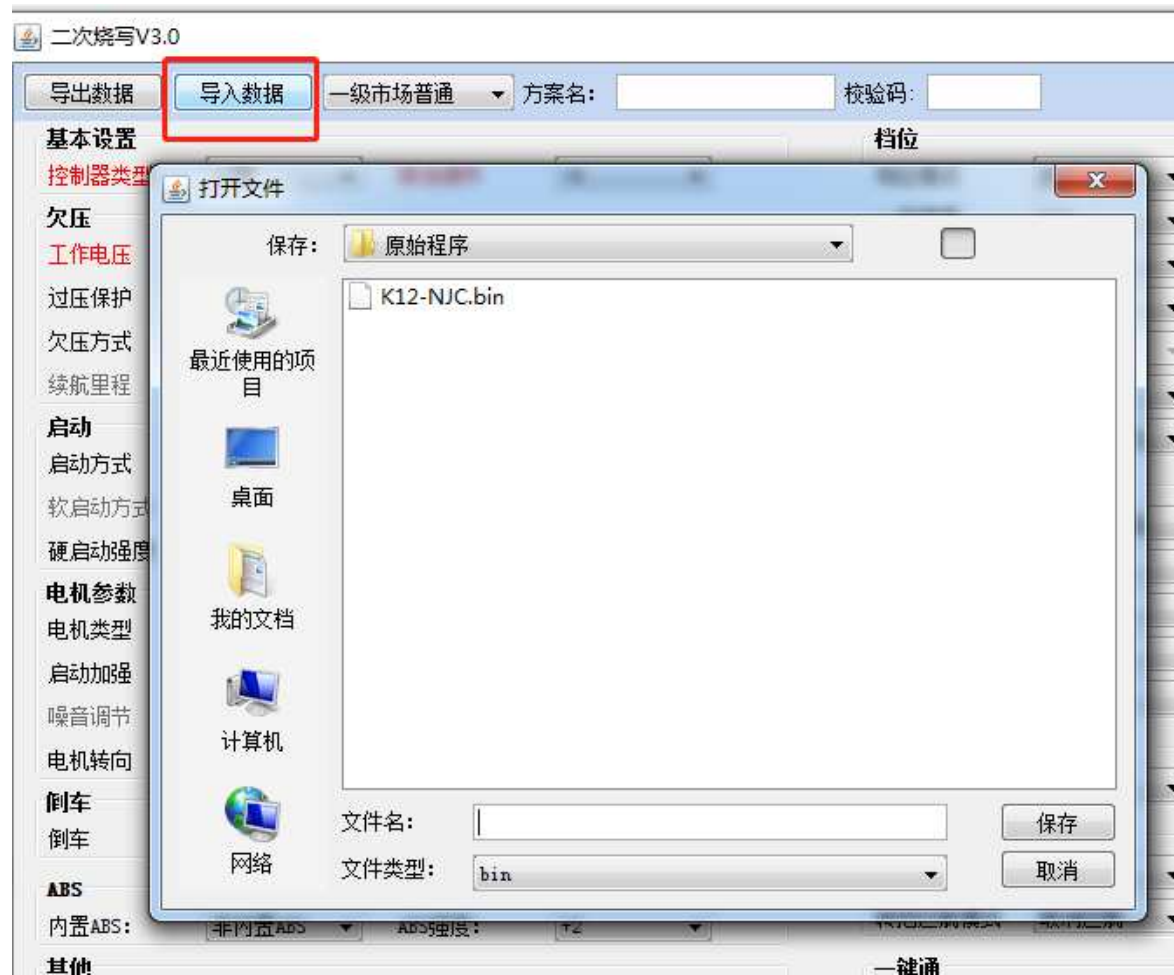 二次烧写V3.0
导出数据 导入数据 一级市场普通 方案名: 校验码:
基本设置 档位
控制器类型
打开文件
欠压
工作电压
过压保护
欠压方式
续航里程
启动
启动方式
软启动方式
硬启动强度
电机参数
电机类型
启动加强
噪音调节
电机转向
倒车
倒车
ABS
内置ABS: 非内置ABS ABS强度: +2
其他 一键通
保存: 原始程序
K12-NJC.bin
最近使用的项目
桌面
我的文档
计算机
网络
文件名: 保存
文件类型: bin 取消